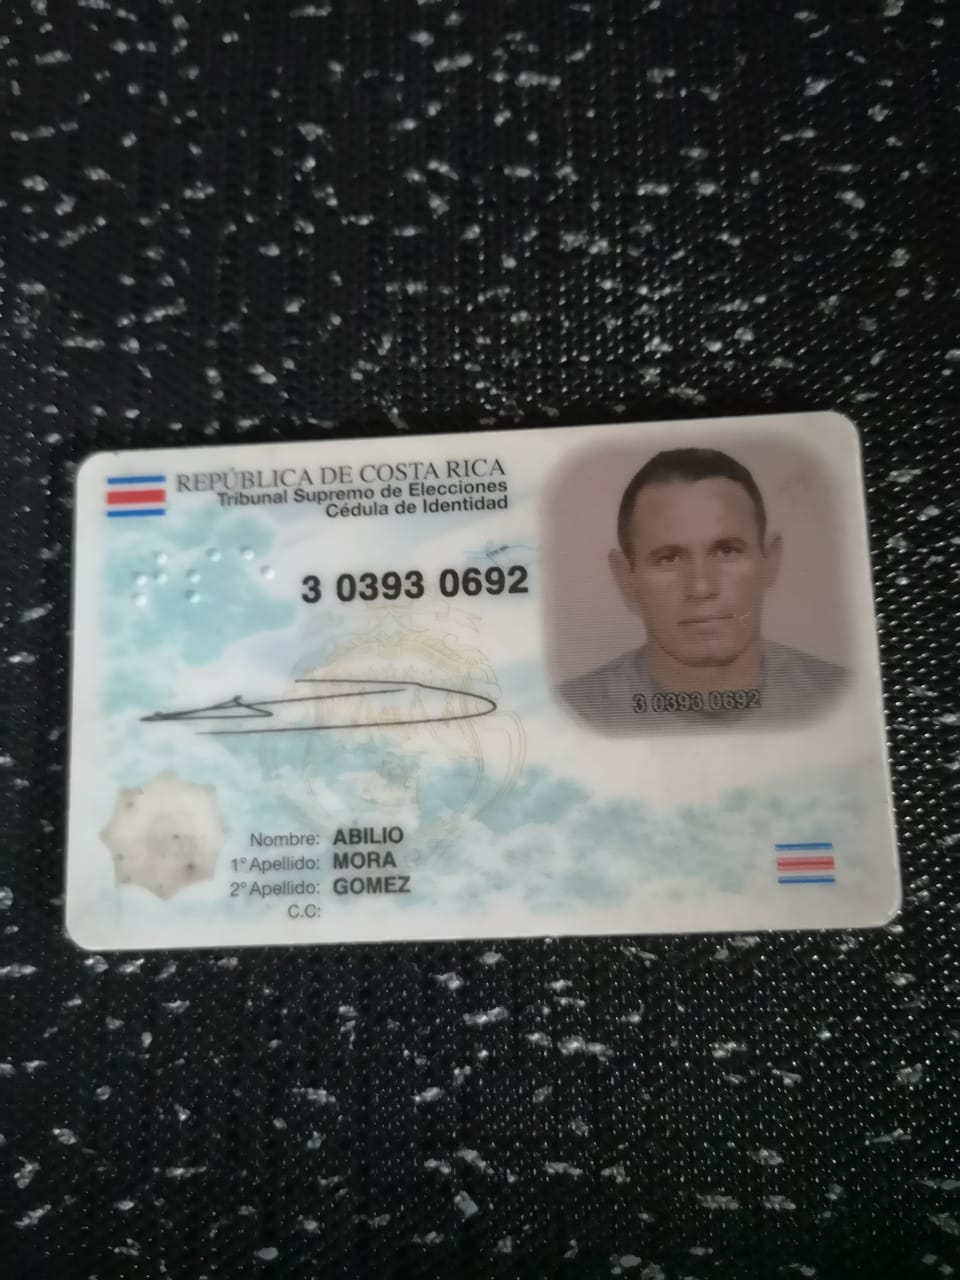 REPÚBLICA DE COSTA RICA
Tribunal Supremo de Elecciones
Cédula de Identidad
3 0393 0692
3 0393 0692
Nombre: ABILIO
1° Apellido: MORA
2° Apellido: GOMEZ
C.C: